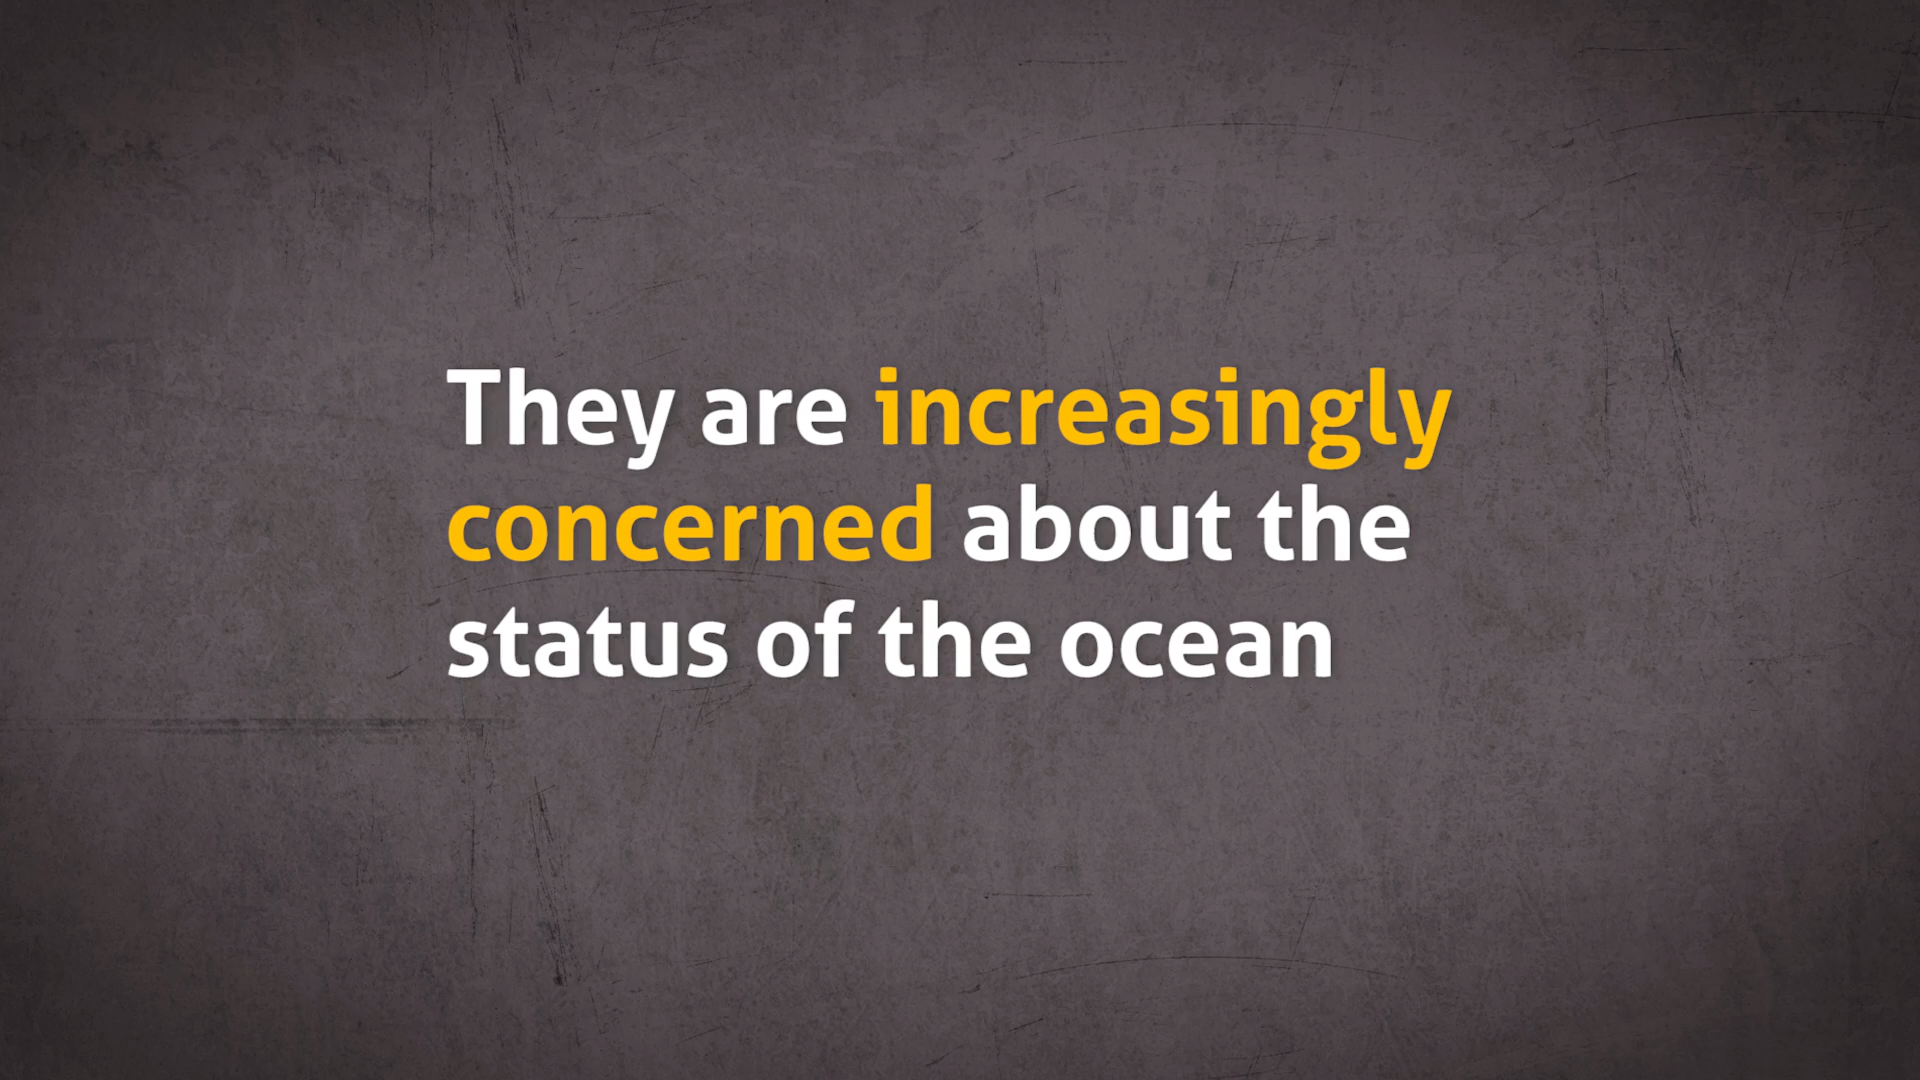 They are increasingly
concerned about the
status of the ocean